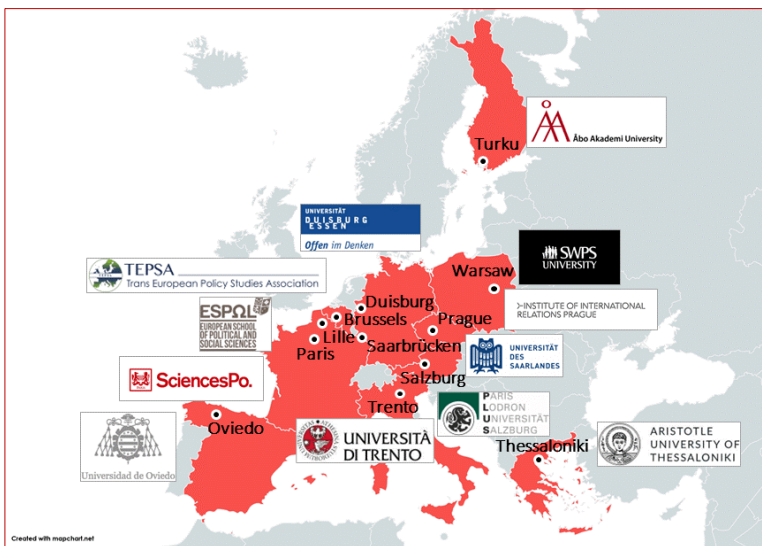 Åbo Akademi University
Turku
UNIVERSITÄT
DUISBURG
ESSEN
Offen im Denken
SWPS
UNIVERSITY
TEPSA
Trans European Policy Studies Association
Warsaw
INSTITUTE OF INTERNATIONAL
RELATIONS PRAGUE
ESPOL
EUROPEAN SCHOOL
OF POLITICAL
AND SOCIAL
SCIENCES
Duisburg
Brussels
Prague
Lille
Paris
Saarbrücken
UNIVERSITÄT
DES
SAARLANDES
SciencesPo.
Salzburg
Trento
PARIS
LODRON
UNIVERSITÄT
SALZBURG
Oviedo
Universidad de Oviedo
UNIVERSITÀ
DI TRENTO
Thessaloniki
ARISTOTLE
UNIVERSITY OF
THESSALONIKI
Created with mapchart.net